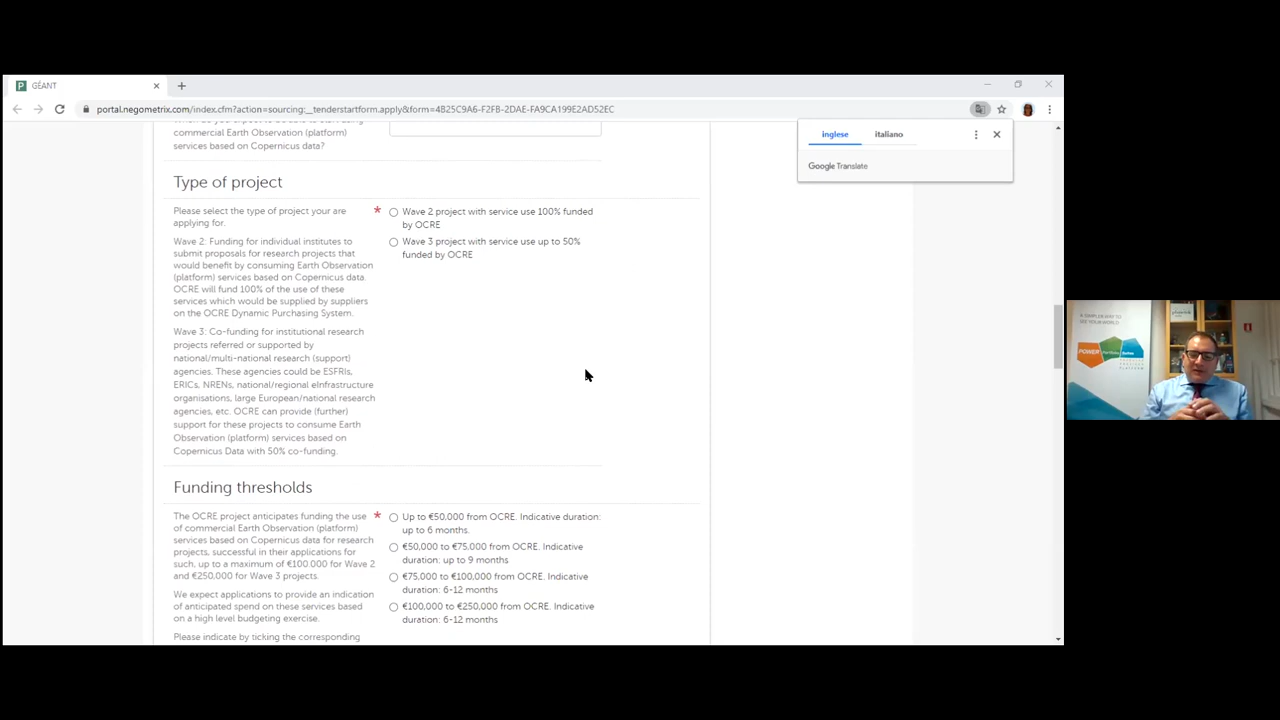 GÉANT
portal.negometrix.com/index.cfm?action=sourcing:__tenderstartform.apply&form=4B25C9A6-F2FB-2DAE-FA9CA199E2AD52EC
inglese italiano
Google Translate
commercial Earth Observation (platform)
services based on Copernicus data?
Type of project
Please select the type of project your are
applying for.
*
Wave 2 project with service use 100% funded
by OCRE
Wave 3 project with service use up to 50%
funded by OCRE
Wave 2: Funding for individual institutes to
submit proposals for research projects that
would benefit by consuming Earth Observation
(platform) services based on Copernicus data.
OCRE will fund 100% of the use of these
services which would be supplied by suppliers
on the OCRE Dynamic Purchasing System.
Wave 3: Co-funding for institutional research
projects referred or supported by
national/multi-national research (support)
agencies. These agencies could be ESFRIs,
ERICs, NRENs, national/regional eInfrastructure
organisations, large European/national research
agencies, etc. OCRE can provide (further)
support for these projects to consume Earth
Observation (platform) services based on
Copernicus Data with 50% co-funding.
Funding thresholds
The OCRE project anticipates funding the use
of commercial Earth Observation (platform)
services based on Copernicus data for research
projects, successful in their applications for
such, up to a maximum of €100.000 for Wave 2
and €250,000 for Wave 3 projects.
We expect applications to provide an indication
of anticipated spend on these services based
on a high level budgeting exercise.
Please indicate by ticking the corresponding
*
Up to €50,000 from OCRE. Indicative duration:
up to 6 months.
€50,000 to €75,000 from OCRE. Indicative
duration: up to 9 months
€75,000 to €100,000 from OCRE. Indicative
duration: 6-12 months
€100,000 to €250,000 from OCRE. Indicative
duration: 6-12 months
POWER